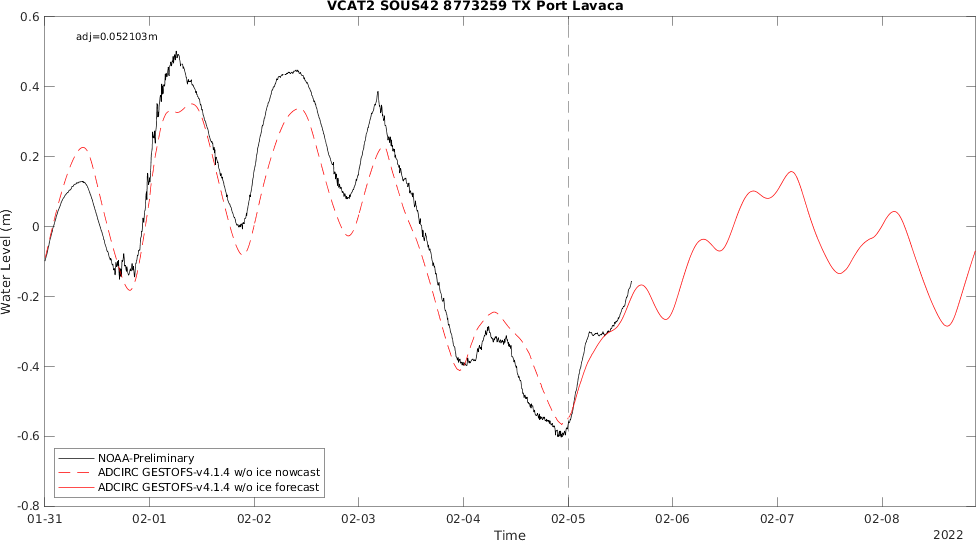 VCAT2 SOUS42 8773259 TX Port Lavaca
adj=0.052103m
0.6
0.4
0.2
0
-0.2
-0.4
-0.6
-0.8
Water Level (m)
NOAA-Preliminary
ADCIRC GESTOFS-v4.1.4 w/o ice nowcast
ADCIRC GESTOFS-v4.1.4 w/o ice forecast
01-31 02-01 02-02 02-03 02-04 02-05 02-06 02-07 02-08
Time
2022